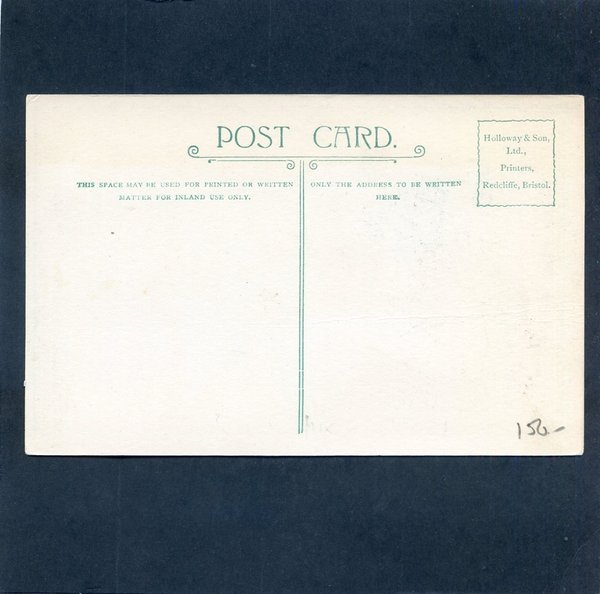 POST CARD.
THIS SPACE MAY BE USED FOR PRINTED OR WRITTEN
MATTER FOR INLAND USE ONLY.
ONLY THE ADDRESS TO BE WRITTEN
HERE.
Holloway & Son,
Ltd.,
Printers,
Redcliffe, Bristol.
150-